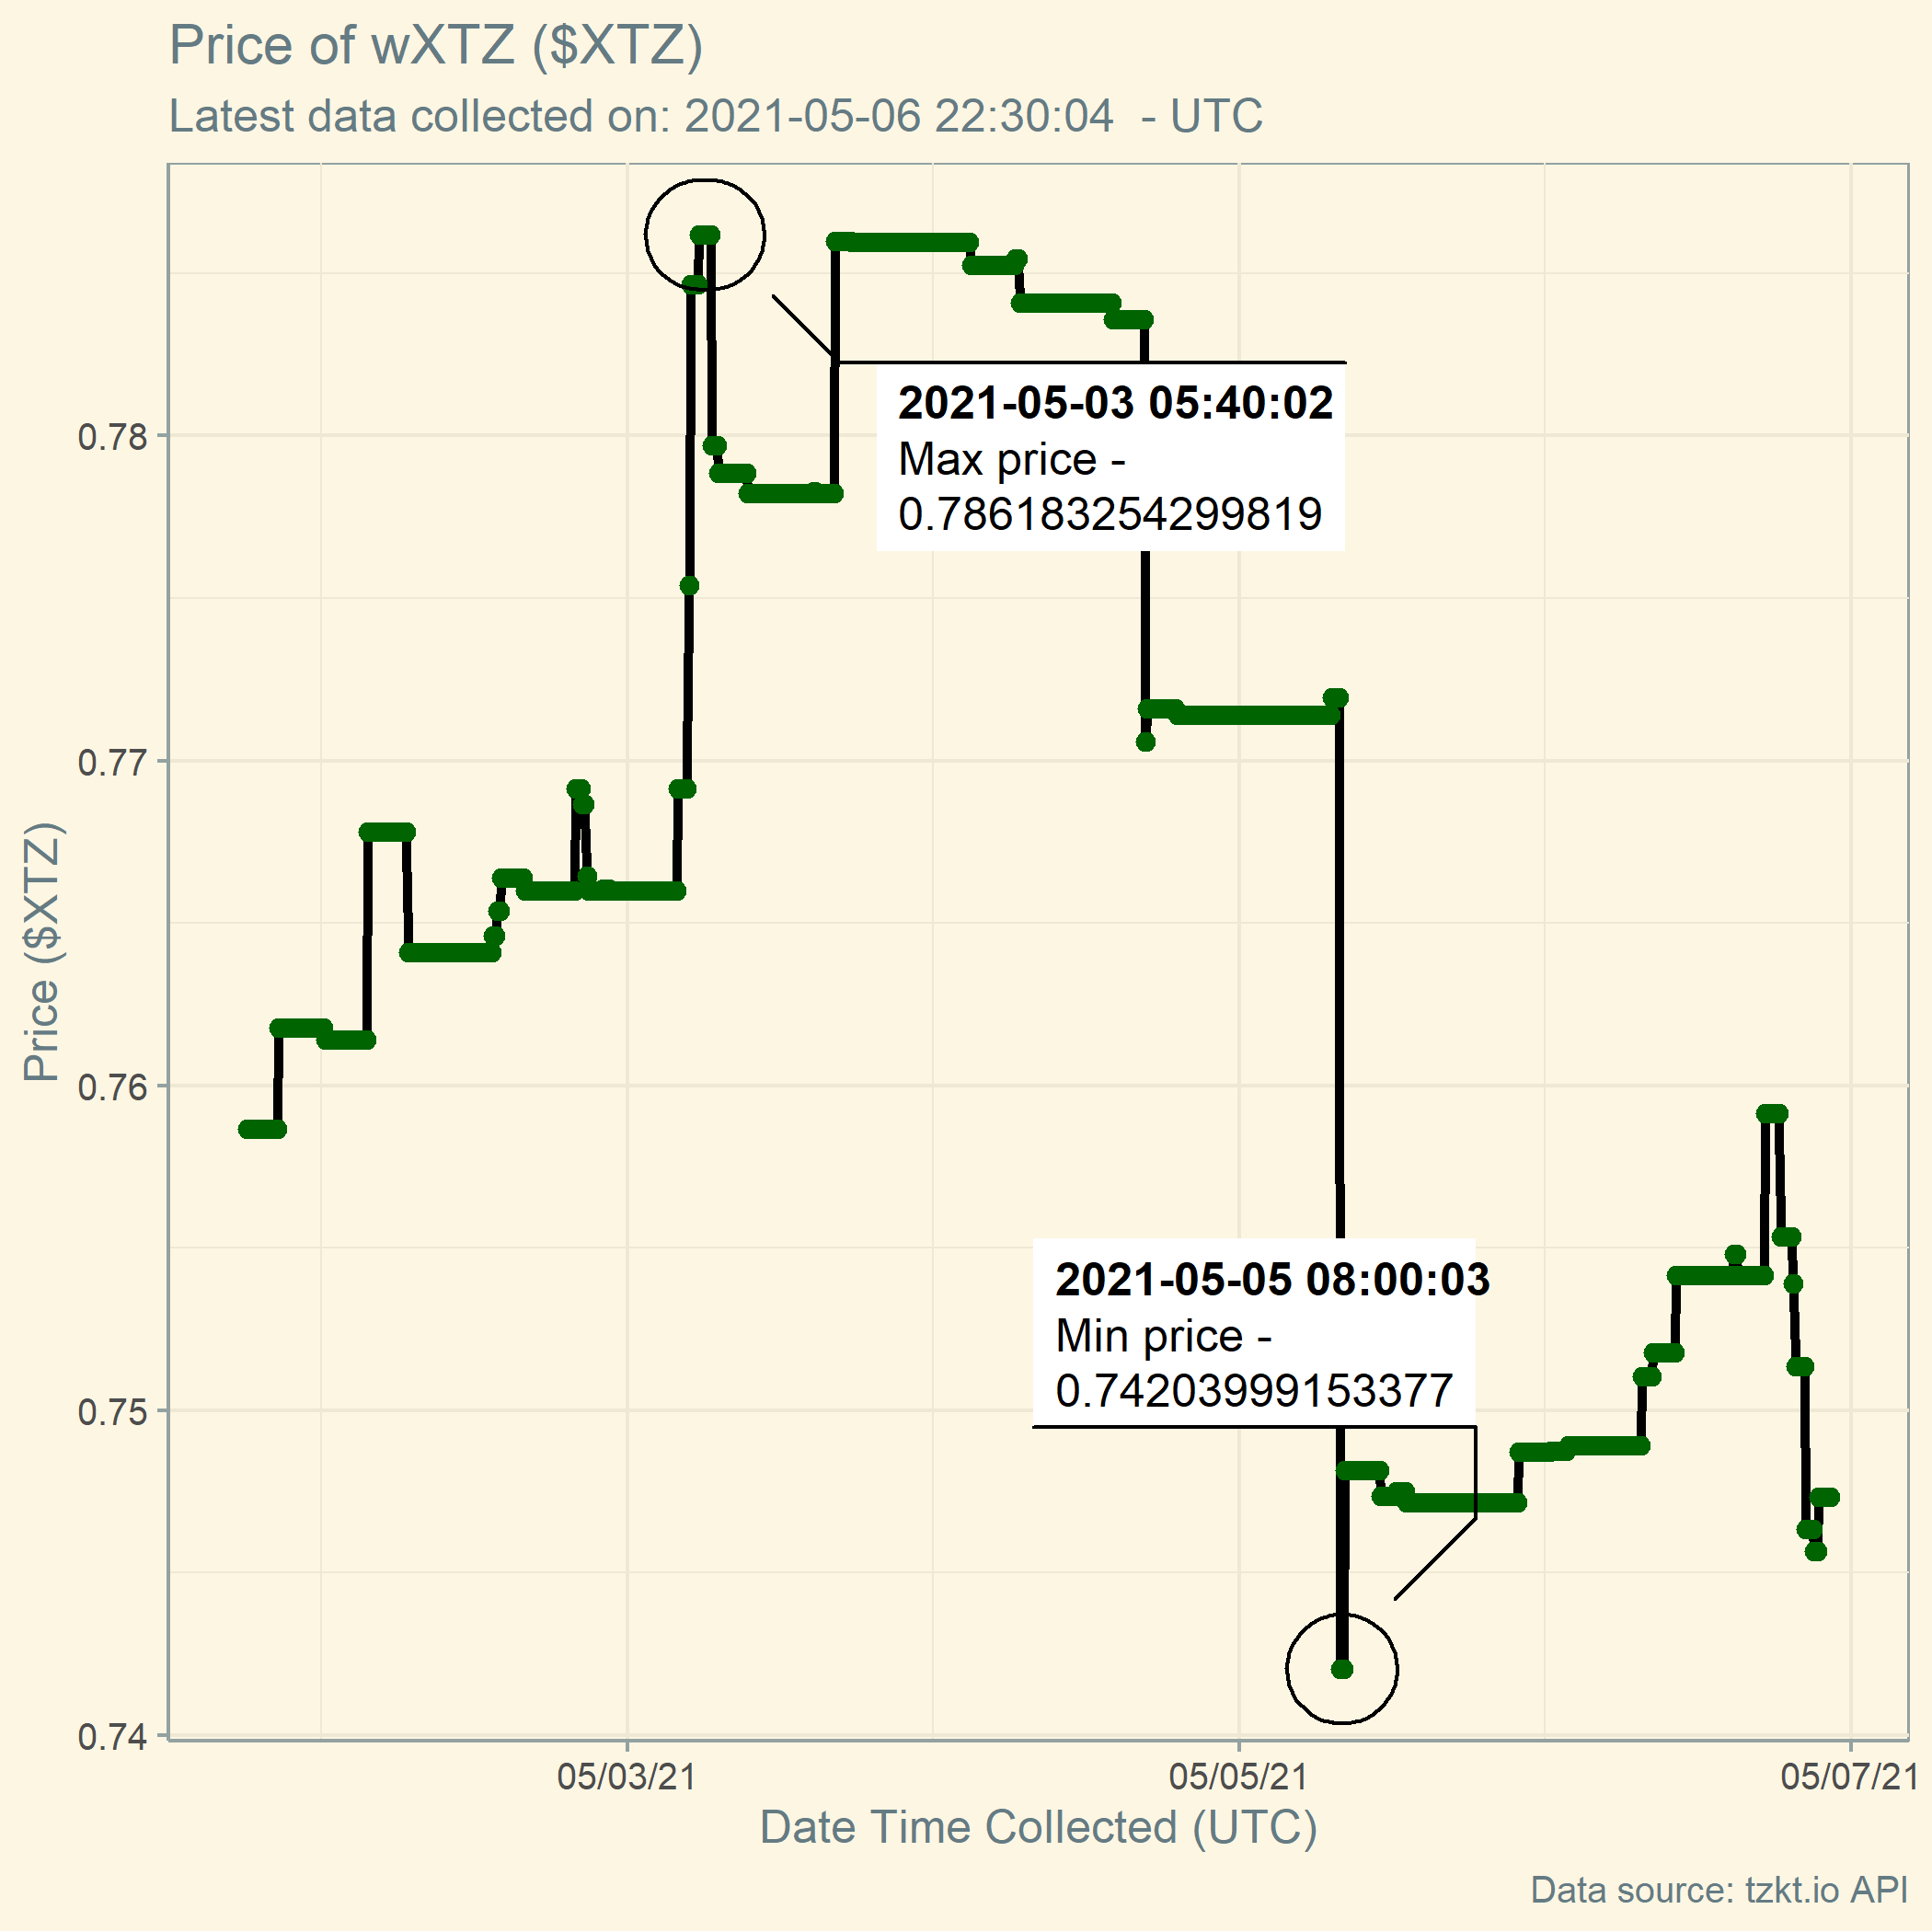 Price of wXTZ ($XTZ)
Latest data collected on: 2021-05-06 22:30:04  - UTC
2021-05-03 05:40:02
Max price -
0.786183254299819
0.78
0.77
Price ($XTZ)
0.76
2021-05-05 08:00:03
Min price -
0.74203999153377
0.75
0.74
05/03/21
05/05/21
05/07/21
Date Time Collected (UTC)
Data source: tzkt.io API